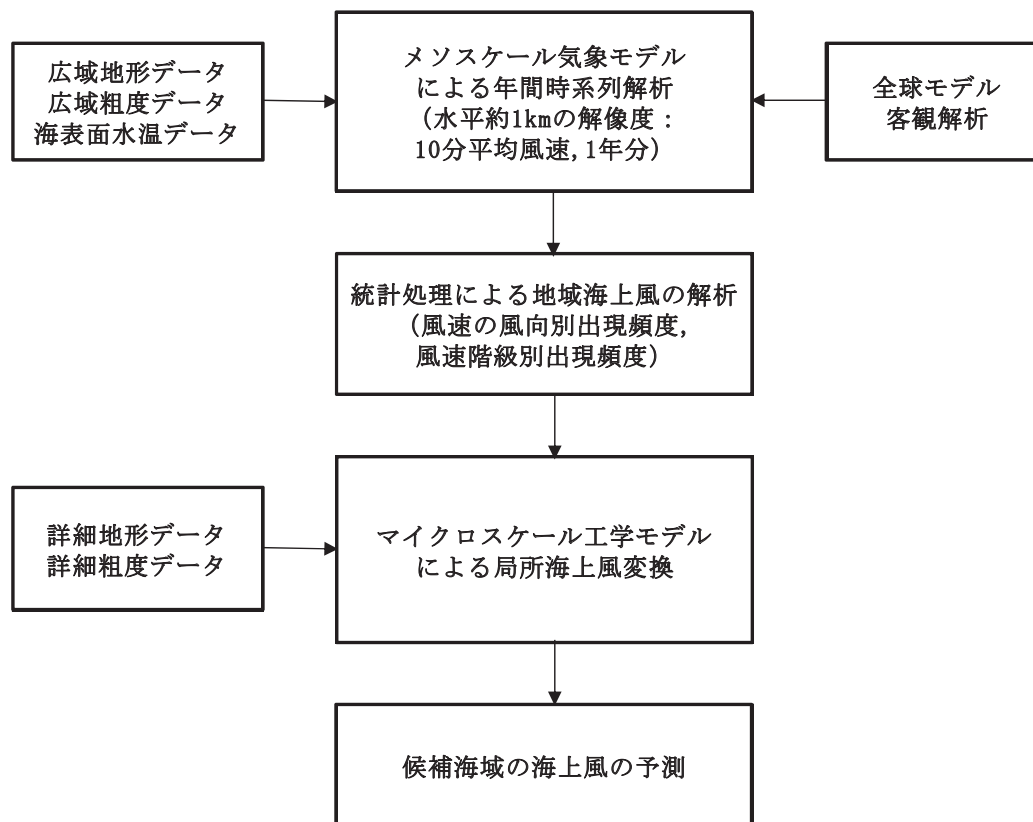 広域地形データ
広域粗度データ
海表面水温データ
メソスケール気象モデル
による年間時系列解析
(水平約1kmの解像度:
10分平均風速,1年分)
全球モデル
客観解析
統計処理による地域海上風の解析
(風速の風向別出現頻度,
風速階級別出現頻度)
詳細地形データ
詳細粗度データ
マイクロスケール工学モデル
による局所海上風変換
候補海域の海上風の予測